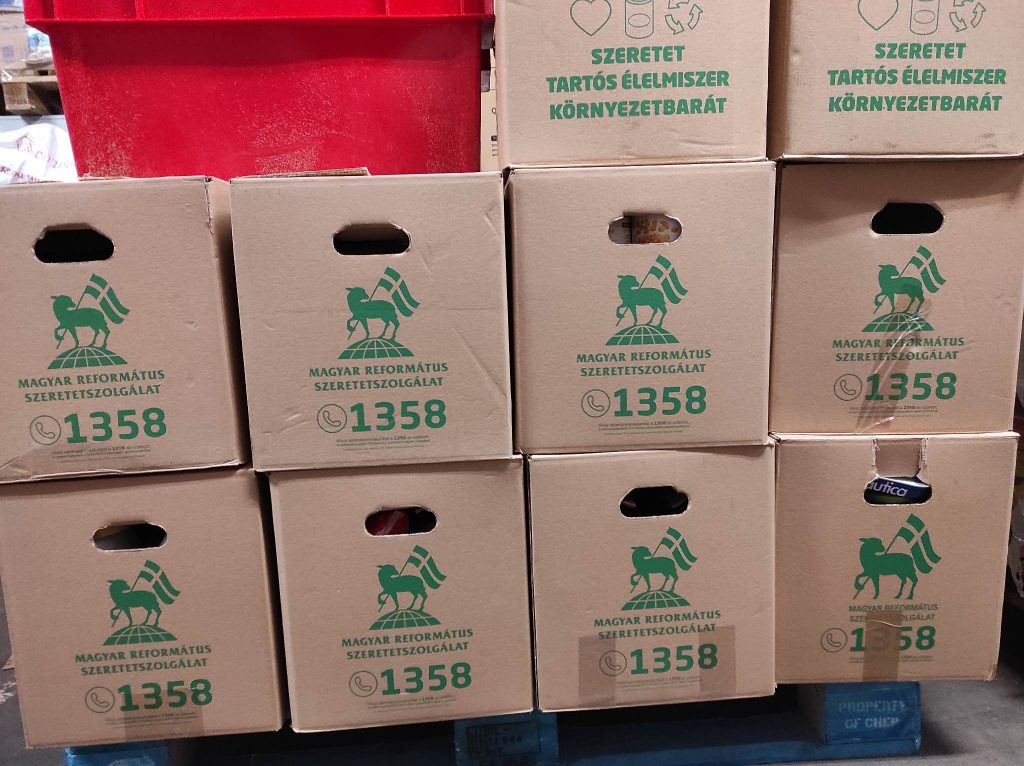 SZERETET
TARTÓS ÉLELMISZER
KÖRNYEZETBARÁT
SZERETET
TARTÓS ÉLELMISZER
KÖRNYEZETBARÁT
MAGYAR REFORMÁTUS
SZERETETSZOLGÁLAT
1358
MAGYAR REFORMÁTUS
SZERETETSZOLGÁLAT
1358
MAGYAR REFORMÁTUS
SZERETETSZOLGÁLAT
1358
MAGYAR REFORMÁTUS
SZERETETSZOLGÁLAT
1358
MAGYAR REFORMÁTUS
SZERETETSZOLGÁLAT
1358
MAGYAR REFORMÁTUS
SZERETETSZOLGÁLAT
1358
MAGYAR REFORMÁTUS
SZERETETSZOLGÁLAT
1358
utica
MAGYAR REFORMÁTUS
1358
PROPERTY
OF CHEP